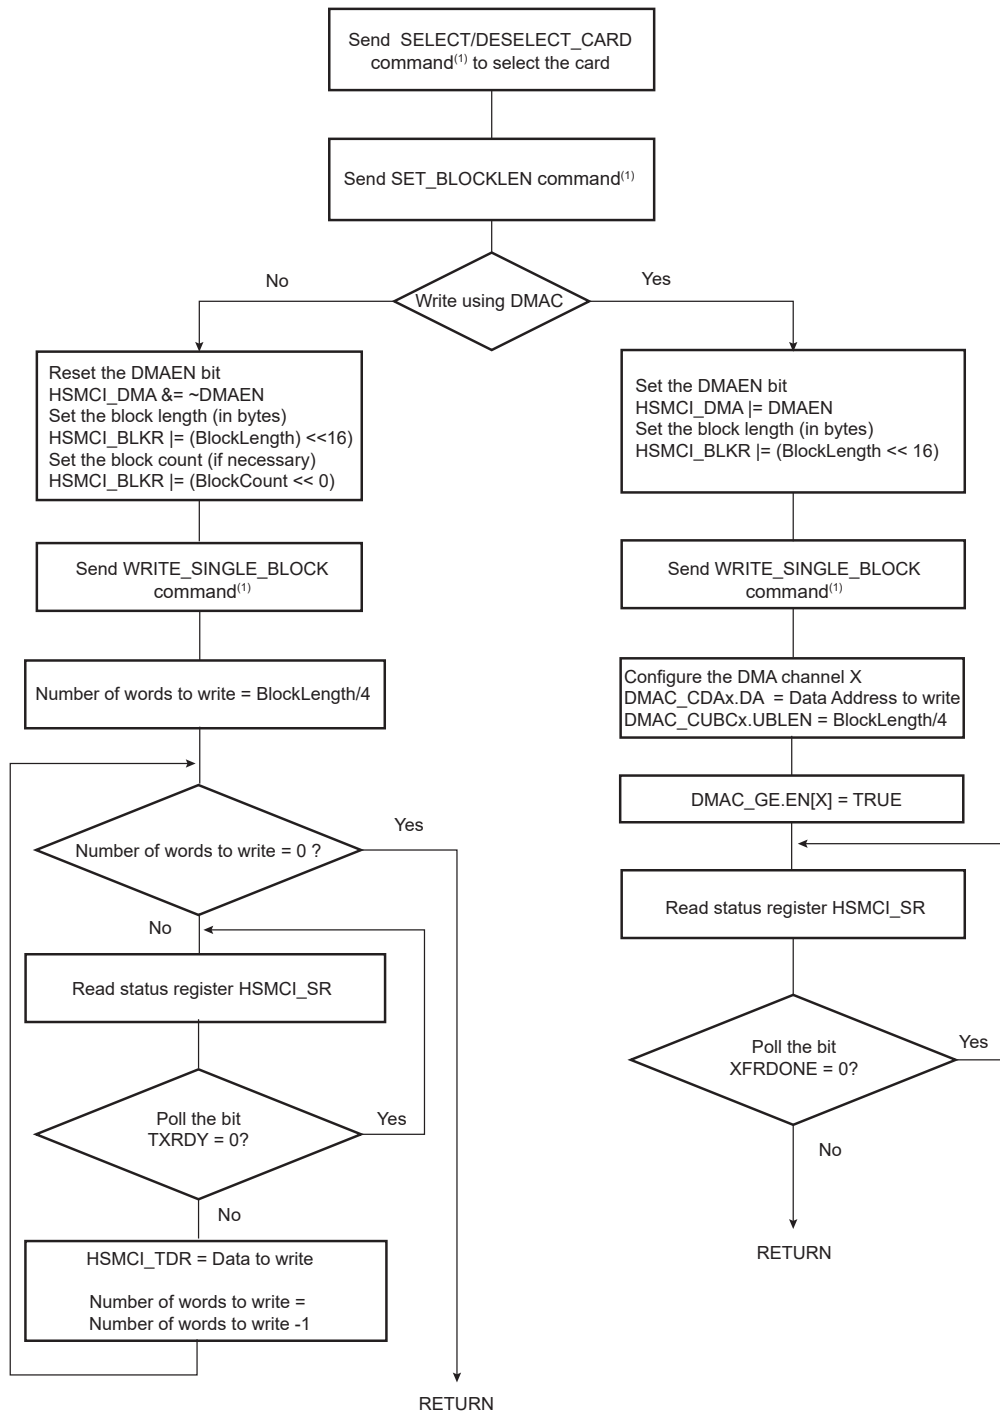 Send  SELECT/DESELECT_CARD
command(1) to select the card
Send SET_BLOCKLEN command(1)
No
Yes
Write using DMAC
Reset the DMAEN bit
HSMCI_DMA &= ~DMAEN
Set the block length (in bytes)
HSMCI_BLKR |= (BlockLength) <<16)
Set the block count (if necessary)
HSMCI_BLKR |= (BlockCount << 0)
Send WRITE_SINGLE_BLOCK
command(1)
Number of words to write = BlockLength/4
Number of words to write = 0 ?
Yes
No
Read status register HSMCI_SR
Poll the bit
TXRDY = 0?
Yes
No
HSMCI_TDR = Data to write
Number of words to write =
Number of words to write -1
RETURN
Set the DMAEN bit
HSMCI_DMA |= DMAEN
Set the block length (in bytes)
HSMCI_BLKR |= (BlockLength << 16)
Send WRITE_SINGLE_BLOCK
command(1)
Configure the DMA channel X
DMAC_CDAx.DA  = Data Address to write
DMAC_CUBCx.UBLEN = BlockLength/4
DMAC_GE.EN[X] = TRUE
Read status register HSMCI_SR
Poll the bit
XFRDONE = 0?
Yes
No
RETURN